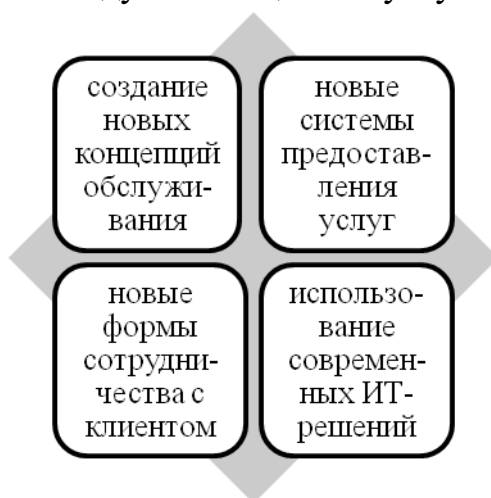 создание
новых
концепций
обслужи-
вания
новые
системы
предостав-
ления
услуг
новые
формы
сотрудни-
чества с
клиентом
использо-
вание
современ-
ных ИТ-
решений